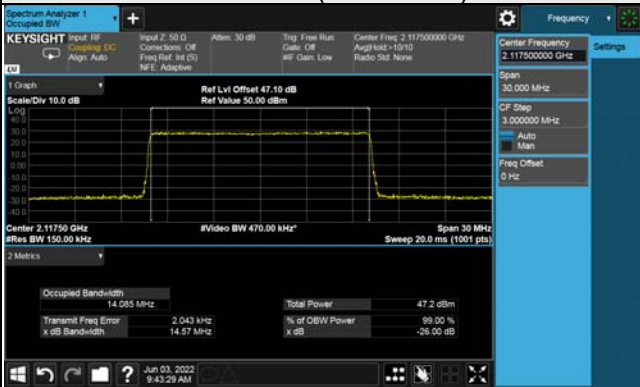 Spectrum Analyzer 1
Occupied BW
+
Frequency
KEYSIGHT
Input: RF
Coupling: DC
Align: Auto
Input Z: 50 Ω
Corrections: Off
Freq Ref: Int (S)
NFE: Adaptive
Atten: 30 dB
Trig: Free Run
Gate: Off
#IF Gain: Low
Center Freq: 2.117500000 GHz
Avg|Hold:>10/10
Radio Std: None
Center Frequency
2.117500000 GHz
Settings
Span
30.000 MHz
CF Step
3.000000 MHz
Auto
Man
Freq Offset
0 Hz
1 Graph
Scale/Div 10.0 dB
Ref Lvl Offset 47.10 dB
Ref Value 50.00 dBm
Log
40.0
30.0
20.0
10.0
0.00
-10.0
-20.0
-30.0
-40.0
Center 2.11750 GHz
#Res BW 150.00 kHz
#Video BW 470.00 kHz*
Span 30 MHz
Sweep 20.0 ms (1001 pts)
2 Metrics
Occupied Bandwidth
14.085 MHz
Total Power 47.2 dBm
Transmit Freq Error 2.043 kHz
% of OBW Power 99.00 %
x dB Bandwidth 14.57 MHz
x dB -26.00 dB
?
Jun 03, 2022
9:43:29 AM